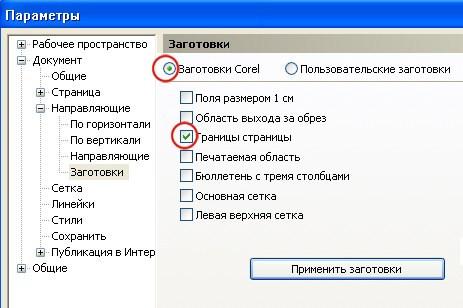 Параметры
Рабочее пространство
Документ
Общие
Страница
Направляющие
По горизонтали
По вертикали
Направляющие
Заготовки
Сетка
Линейки
Стили
Сохранить
Публикация в Интер
Общие
Заготовки
Заготовки Corel
Пользовательские заготовки
Поля размером 1 см
Область выхода за обрез
Границы страницы
Печатаемая область
Бюллетень с тремя столбцами
Основная сетка
Левая верхняя сетка
Применить заготовки